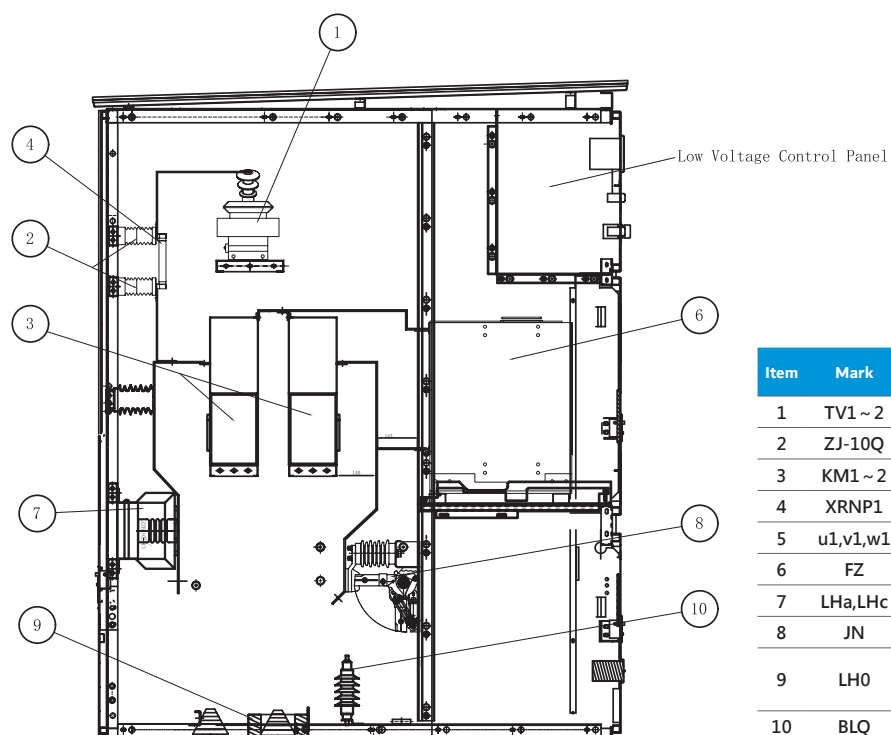 1
4
Low Voltage Control Panel
2
3
6
Item Mark
1 TV1~2
2 ZJ-10Q
3 KM1~2
4 XRNP1
5 u1,v1,w1
6 FZ
7 LHa,LHc
8 JN
9 LH0
10 BLQ
140
7
8
10
9